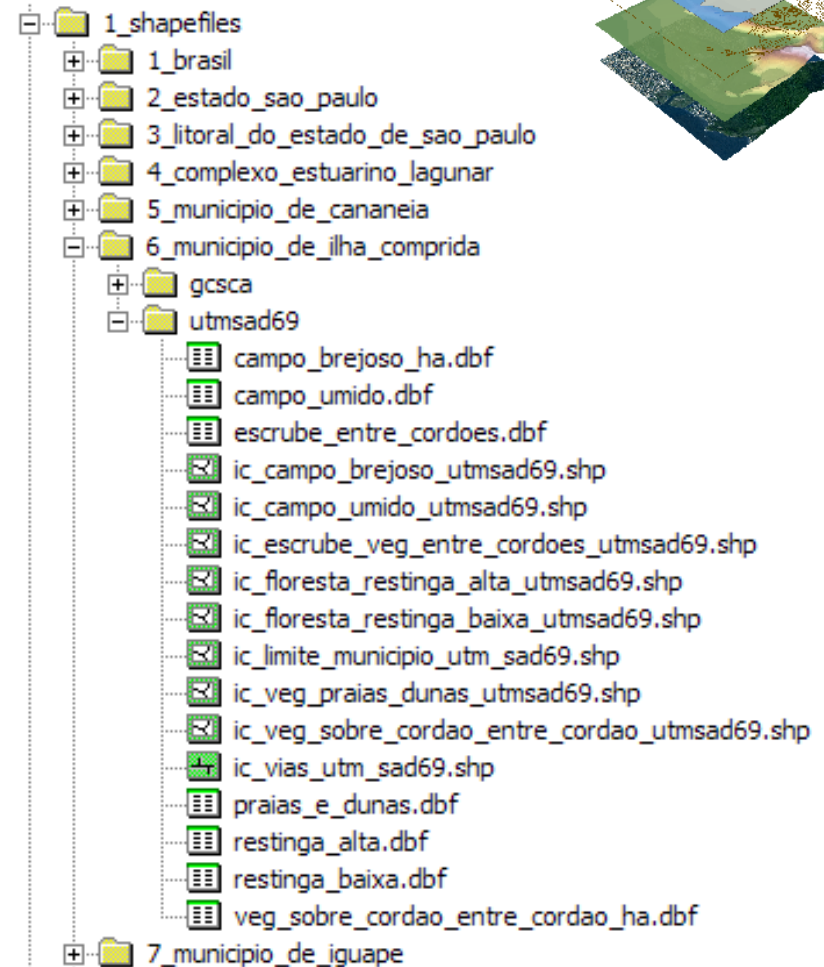 1_shapefiles
1_brasil
2_estado_sao_paulo
3_litoral_do_estado_de_sao_paulo
4_complexo_estuarino_lagunar
5_municipio_de_cananeia
6_municipio_de_ilha_comprida
gcsca
utmsad69
campo_brejoso_ha.dbf
campo_umido.dbf
escrube_entre_cordoes.dbf
ic_campo_brejoso_utmsad69.shp
ic_campo_umido_utmsad69.shp
ic_escrube_veg_entre_cordoes_utmsad69.shp
ic_floresta_restinga_alta_utmsad69.shp
ic_floresta_restinga_baixa_utmsad69.shp
ic_limite_municipio_utm_sad69.shp
ic_veg_praias_dunas_utmsad69.shp
ic_veg_sobre_cordao_entre_cordao_utmsad69.shp
ic_vias_utm_sad69.shp
praias_e_dunas.dbf
restinga_alta.dbf
restinga_baixa.dbf
veg_sobre_cordao_entre_cordao_ha.dbf
7_municipio_de_iguape